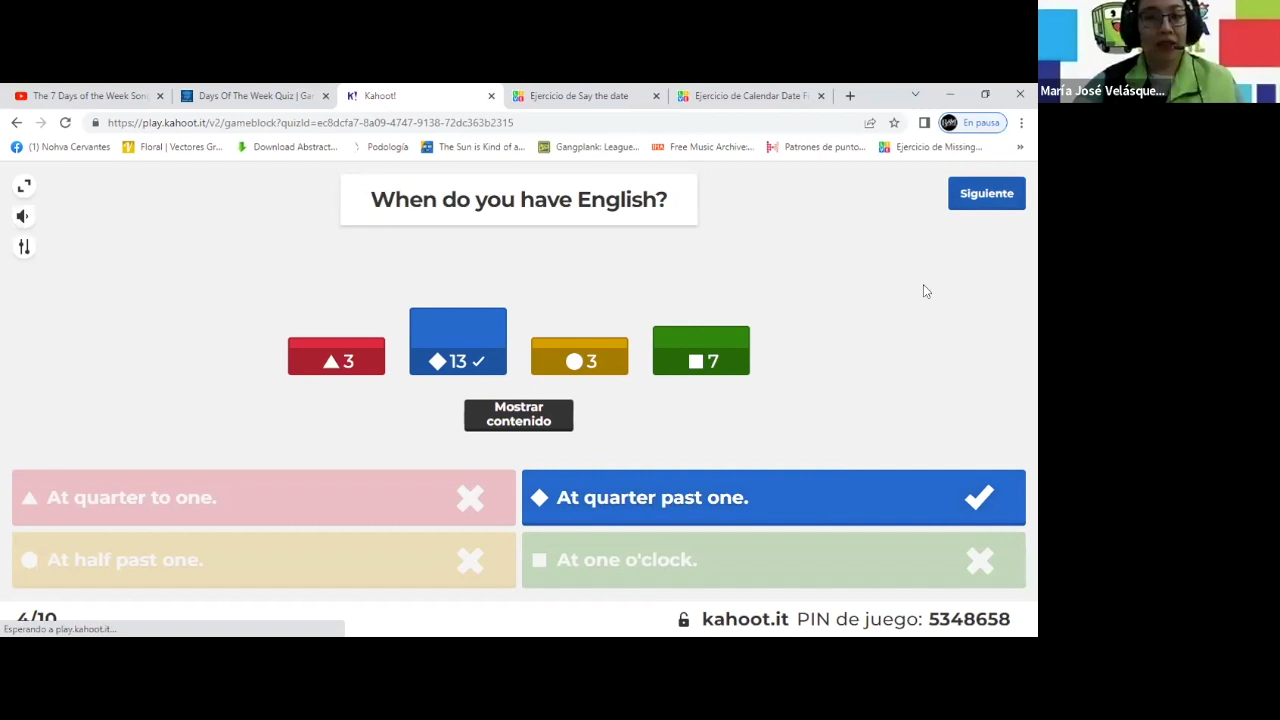 The 7 Days of the Week Son
Days Of The Week Quiz | Gar
K! Kahoot!
Ejercicio de Say the date
Ejercicio de Calendar Date Fi
https://play.kahoot.it/v2/gameblock?quizId=ec8dcfa7-8a09-4747-9138-72dc363b2315
En pausa
(1) Nohva Cervantes
Floral | Vectores Gr...
Download Abstract...
Podología
The Sun is Kind of a...
Gangplank: League...
Free Music Archive:...
Patrones de punto...
Ejercicio de Missing...
»
María José Velásque...
When do you have English?
Siguiente
3
13
3
7
Mostrar
contenido
At quarter to one.
At quarter past one.
At half past one.
At one o'clock.
4/10
Esperando a play.kahoot.it...
kahoot.it PIN de juego: 5348658